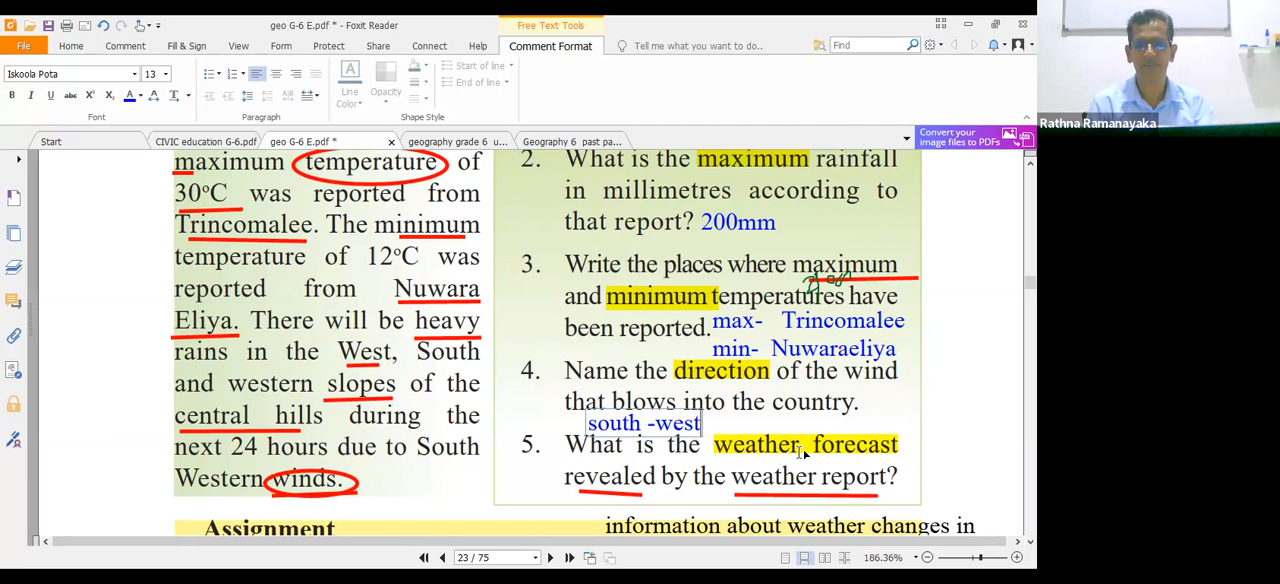 geo G-6 E.pdf * - Foxit Reader
Free Text Tools
File Home Comment Fill & Sign View Form Protect Share Connect Help Comment Format Tell me what you want to do.. Find
Iskoola Pota 13
Line Color Opacity Start of line End of line
B I U abc X² X₂ A A T
Font Paragraph Shape Style
Start CIVIC education G-6.pdf geo G-6 E.pdf * geography grade 6 u... Geography 6 past pa...
Convert your image files to PDFs
Rathna Ramanayaka
maximum temperature of
30°C was reported from
Trincomalee. The minimum
temperature of 12°C was
reported from Nuwara
Eliya. There will be heavy
rains in the West, South
and western slopes of the
central hills during the
next 24 hours due to South
Western winds.
Assignment
2. What is the maximum rainfall
in millimetres according to
that report? 200mm
3. Write the places where maximum
and minimum temperatures have
been reported. max- Trincomalee
min- Nuwaraeliya
4. Name the direction of the wind
that blows into the country.
south -west
5. What is the weather forecast
revealed by the weather report?
information about weather changes in
23 / 75 186.36%